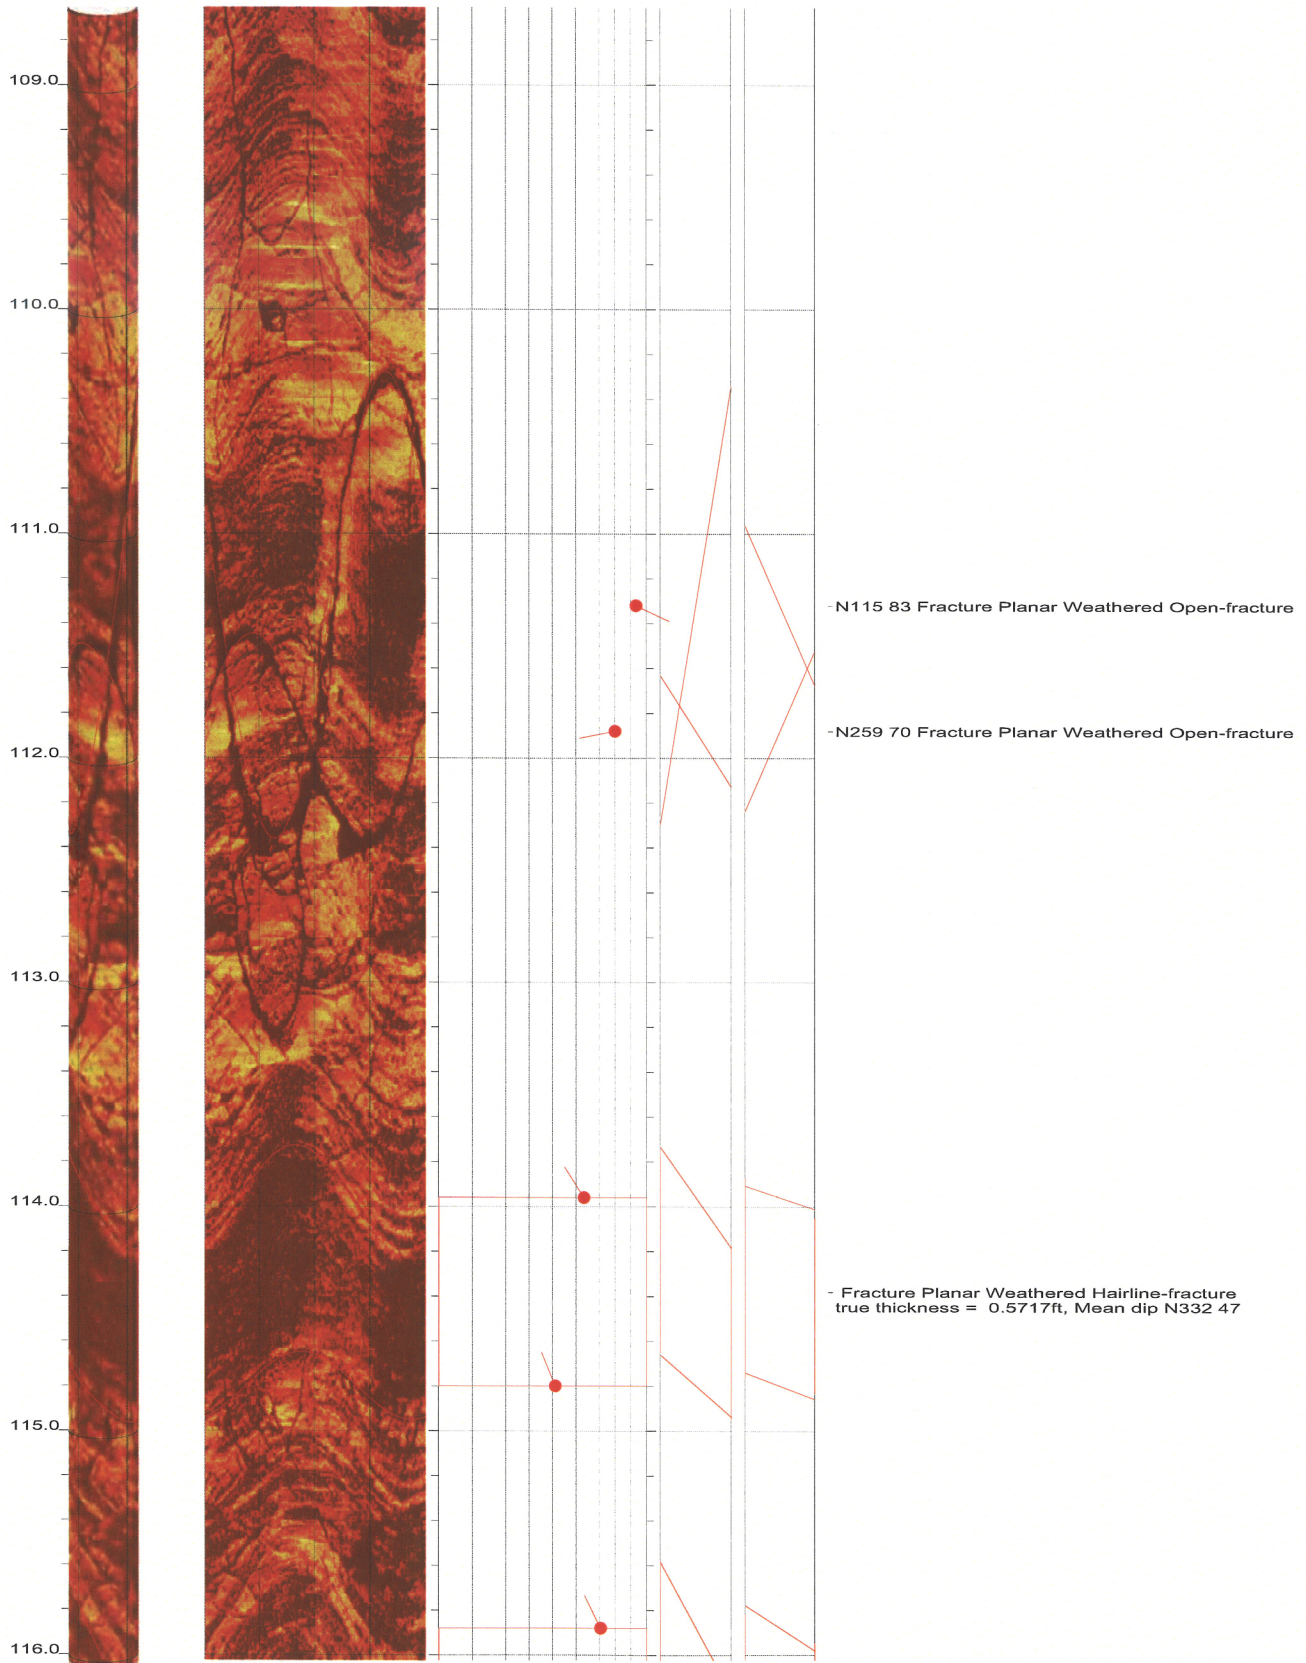 109.0
110.0
111.0
-N115 83 Fracture Planar Weathered Open-fracture
-N259 70 Fracture Planar Weathered Open-fracture
112.0
113.0
114.0
- Fracture Planar Weathered Hairline-fracture
true thickness = 0.5717ft, Mean dip N332 47
115.0
116.0